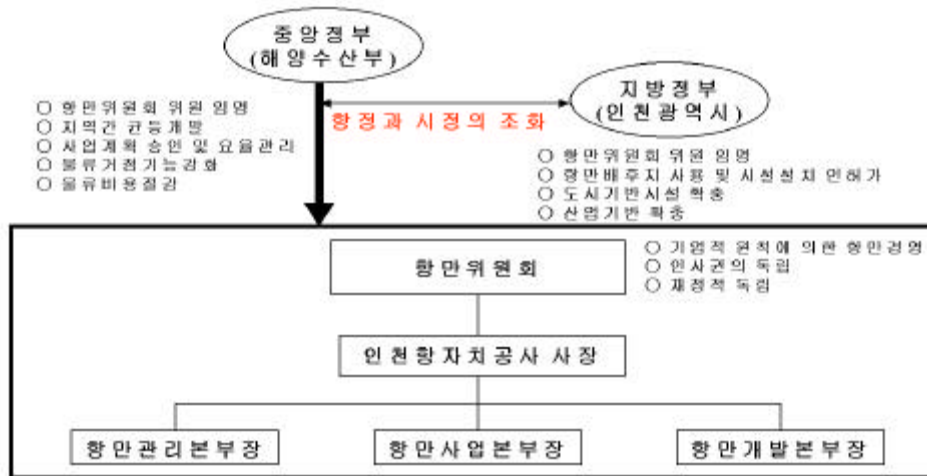 중앙정부
(해양수산부)
지방정부
(인천광역시)
항정과 시정의 조화
○ 항만위원회 위원 임명
○ 지역간 균등개발
○ 사업계획 승인 및 요율관리
○ 물류거점기능강화
○ 물류비용절감
○ 항만위원회 위원 임명
○ 항만배후지 사용 및 시설설치 인허가
○ 도시기반시설 확충
○ 산업기반 확충
항만위원회
○ 기업적 원칙에 의한 항만경영
○ 인사권의 독립
○ 재정적 독립
인천항자치공사 사장
항만관리본부장
항만사업본부장
항만개발본부장